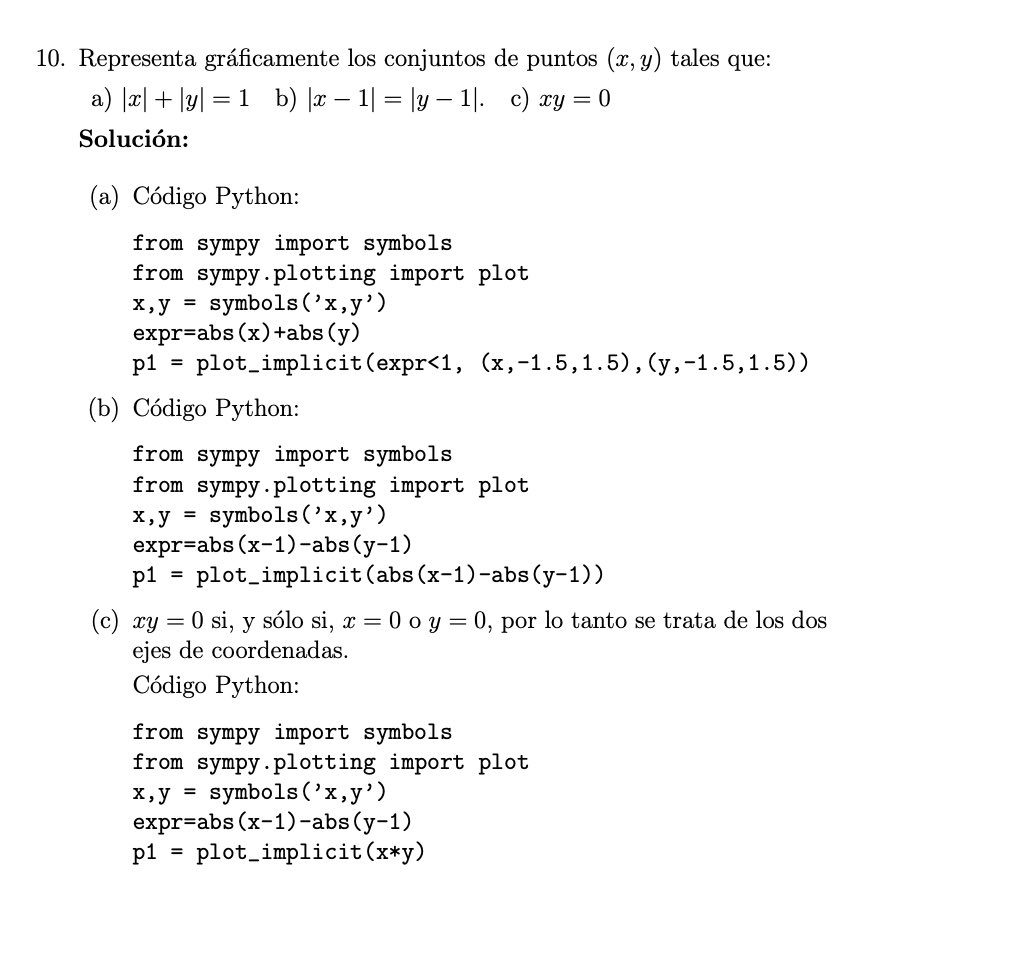 10. Representa gráficamente los conjuntos de puntos (x, y) tales que:
a) |x| + |y| = 1 b) |x − 1| = |y − 1|. c) xy = 0
Solución:
(a) Código Python:
from sympy import symbols
from sympy.plotting import plot
x,y = symbols(’x,y’)
expr=abs(x)+abs(y)
p1 = plot_implicit(expr<1, (x,-1.5,1.5),(y,-1.5,1.5))
(b) Código Python:
from sympy import symbols
from sympy.plotting import plot
x,y = symbols(’x,y’)
expr=abs(x-1)-abs(y-1)
p1 = plot_implicit(abs(x-1)-abs(y-1))
(c) xy = 0 si, y sólo si, x = 0 o y = 0, por lo tanto se trata de los dos
ejes de coordenadas.
Código Python:
from sympy import symbols
from sympy.plotting import plot
x,y = symbols(’x,y’)
expr=abs(x-1)-abs(y-1)
p1 = plot_implicit(x*y)